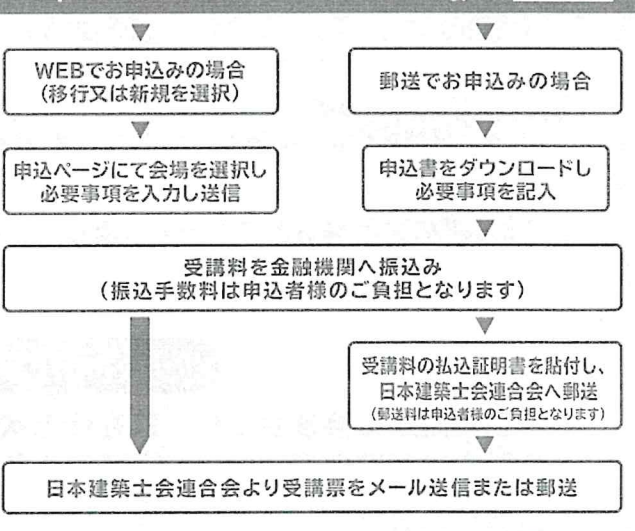 WEBでお申込みの場合
(移行又は新規を選択)
郵送でお申込みの場合
申込ページにて会場を選択し
必要事項を入力し送信
申込書をダウンロードし
必要事項を記入
受講料を金融機関へ振込み
(振込手数料は申込者様のご負担となります)
受講料の払込証明書を貼付し、
日本建築士会連合会へ郵送
(郵送料は申込者様のご負担となります)
日本建築士会連合会より受講票をメール送信または郵送